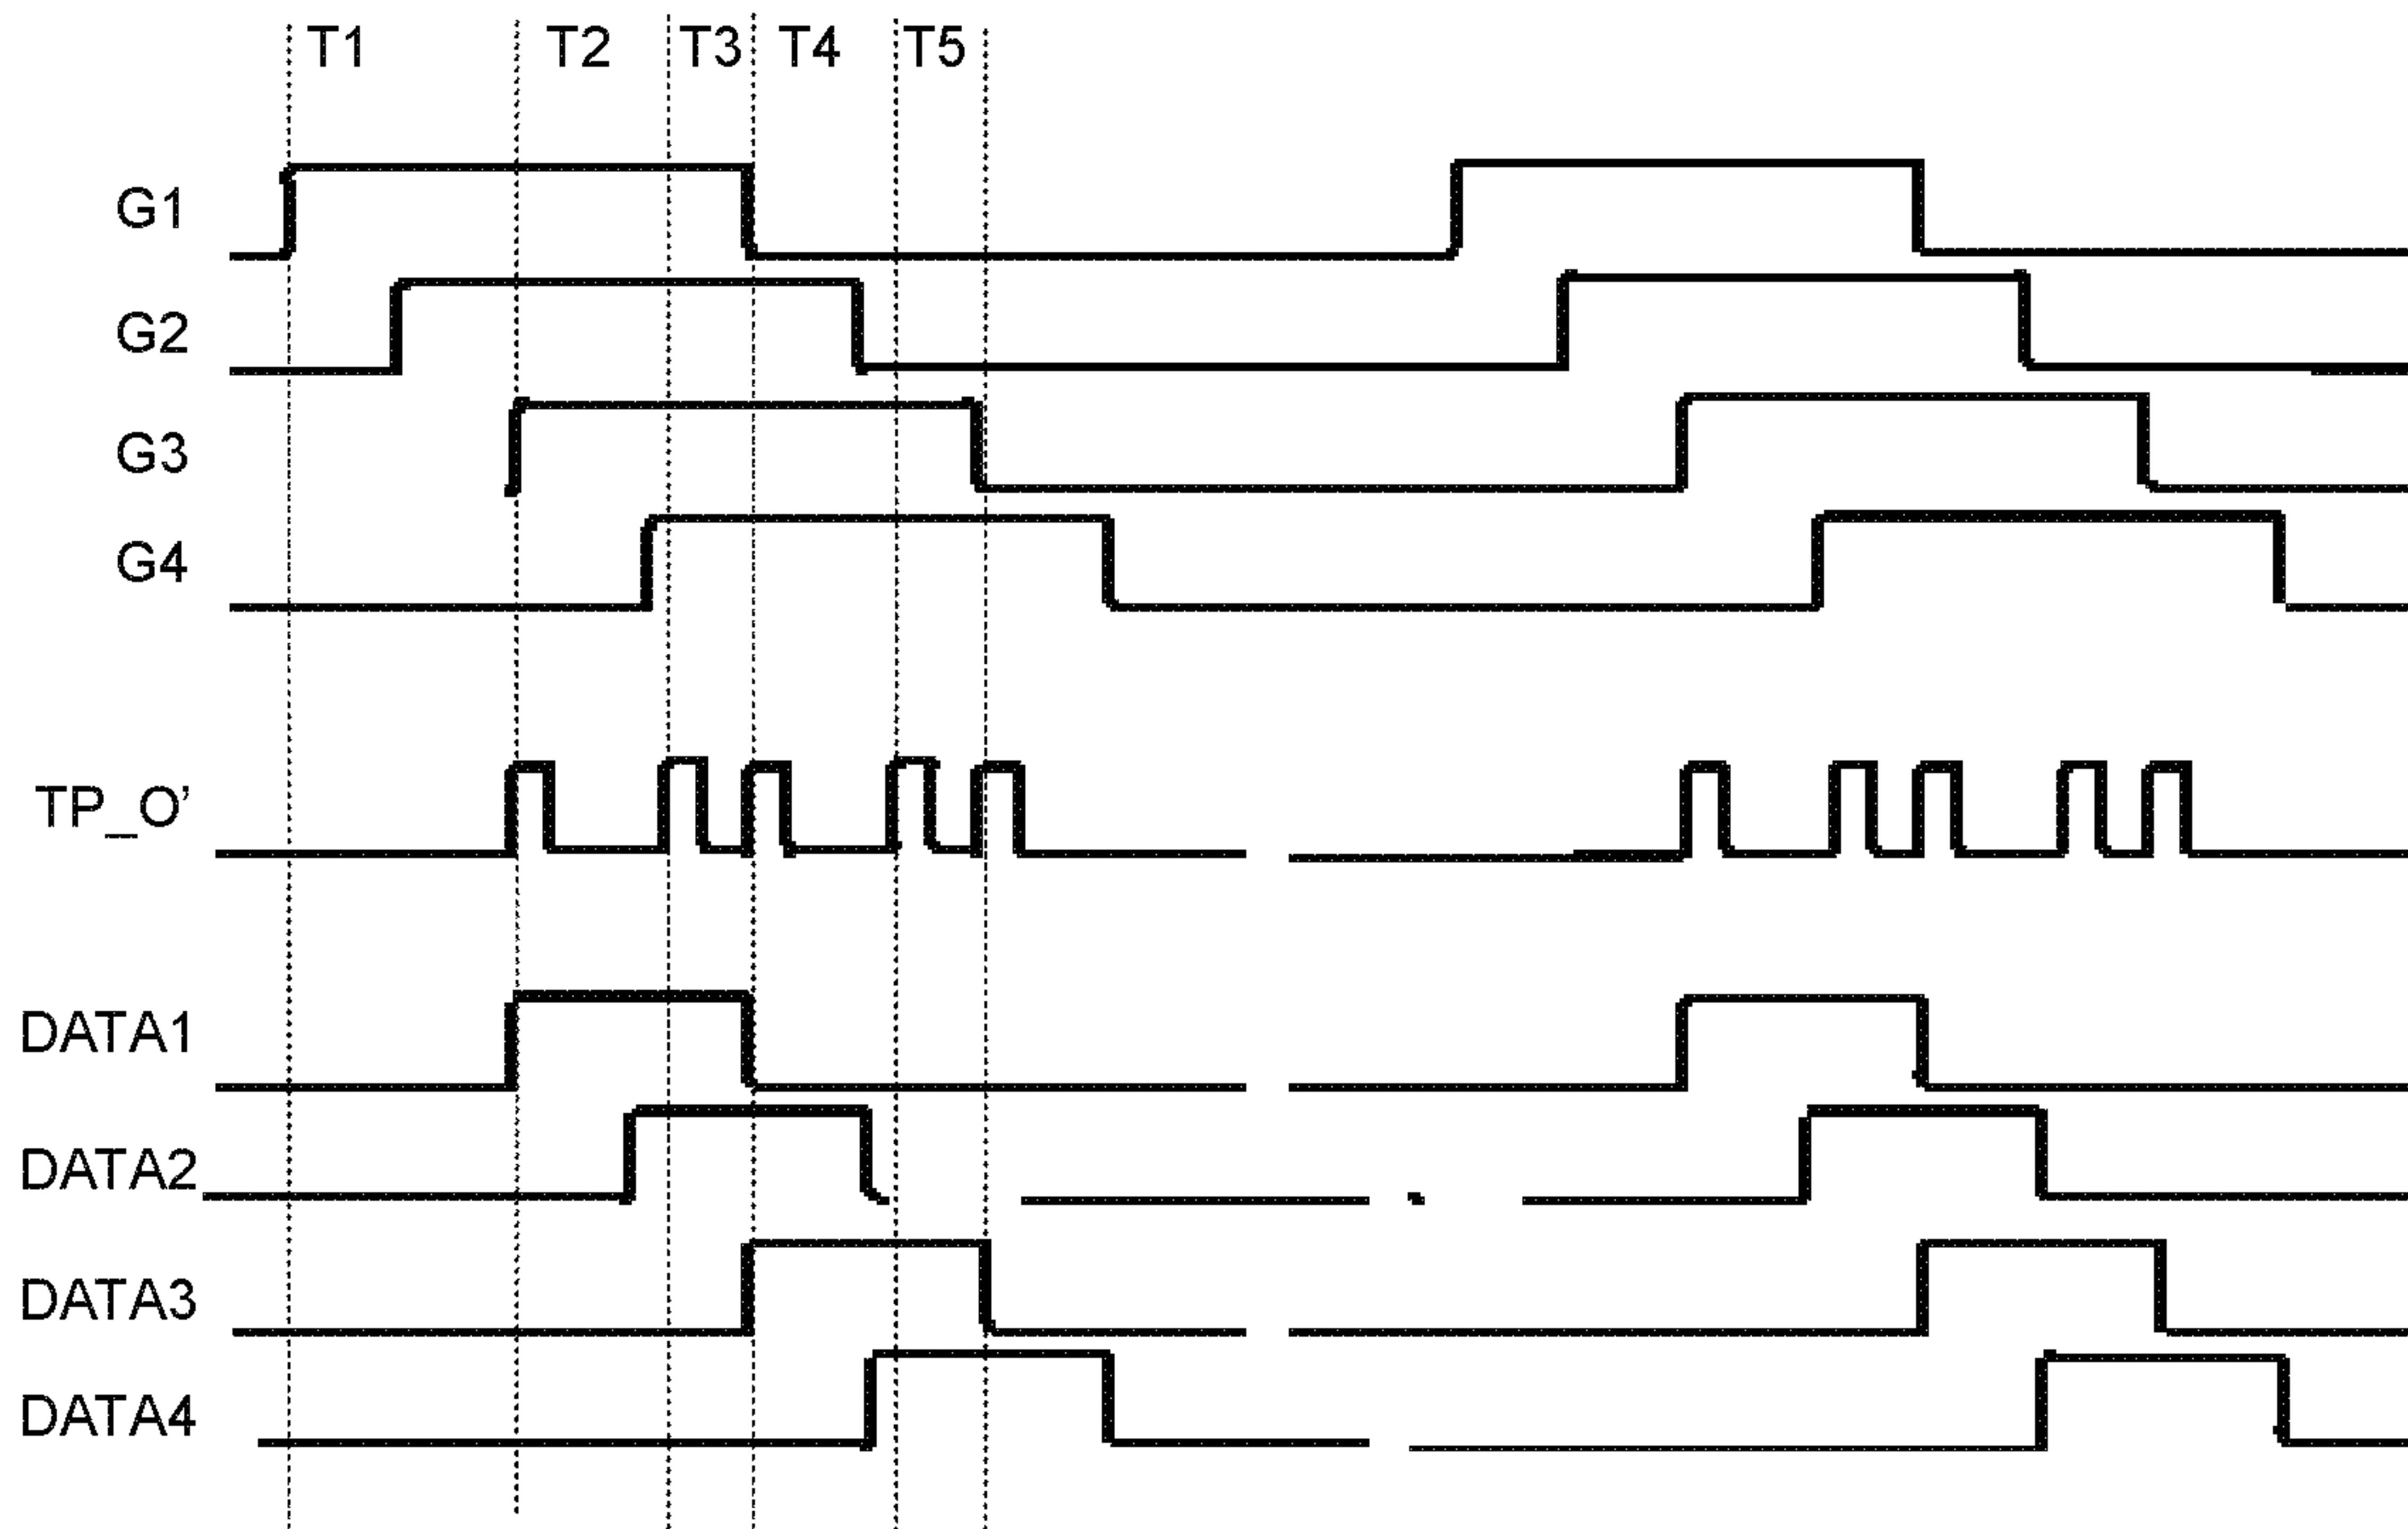 T1 T2 T3 T4 T5
G1
G2
G3
G4
TP_O’
DATA1
DATA2
DATA3
DATA4